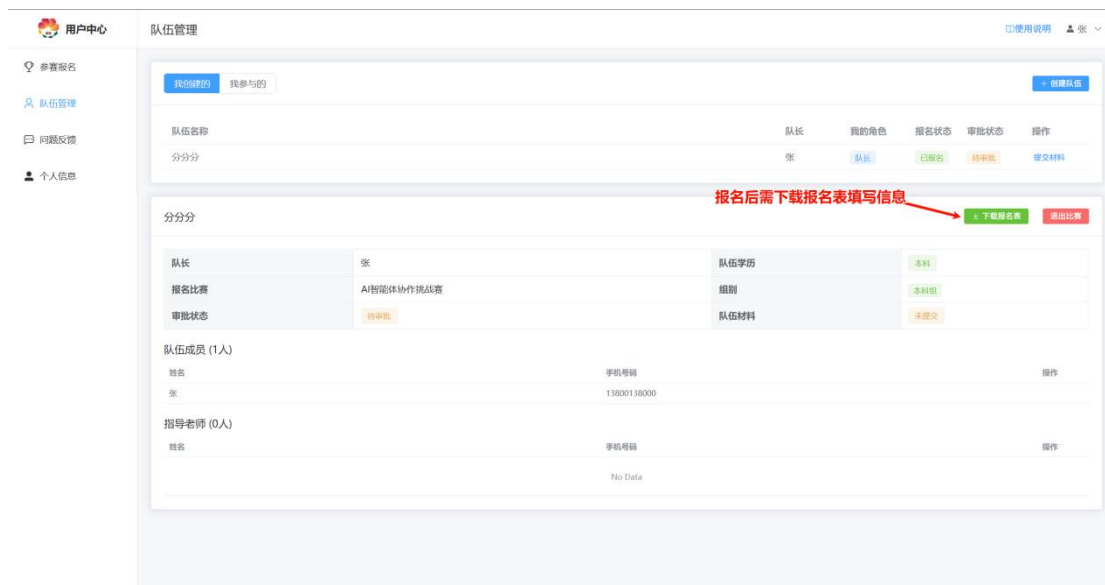 用户中心
队伍管理
使用说明 张
参赛报名
队伍管理
问题反馈
个人信息
我创建的 我参与的
+ 创建队伍
队伍名称 队长 我的角色 报名状态 审批状态 操作
分分分 张 队长 已报名 待审批 提交材料
报名后需下载报名表填写信息
分分分
下载报名表 退出比赛
队长 张 队伍学历 本科
报名比赛 AI智能体协作挑战赛 组别 本科组
审批状态 待审批 队伍材料 未提交
队伍成员 (1人)
姓名 手机号码 操作
张 13800138000
指导老师 (0人)
姓名 手机号码 操作
No Data